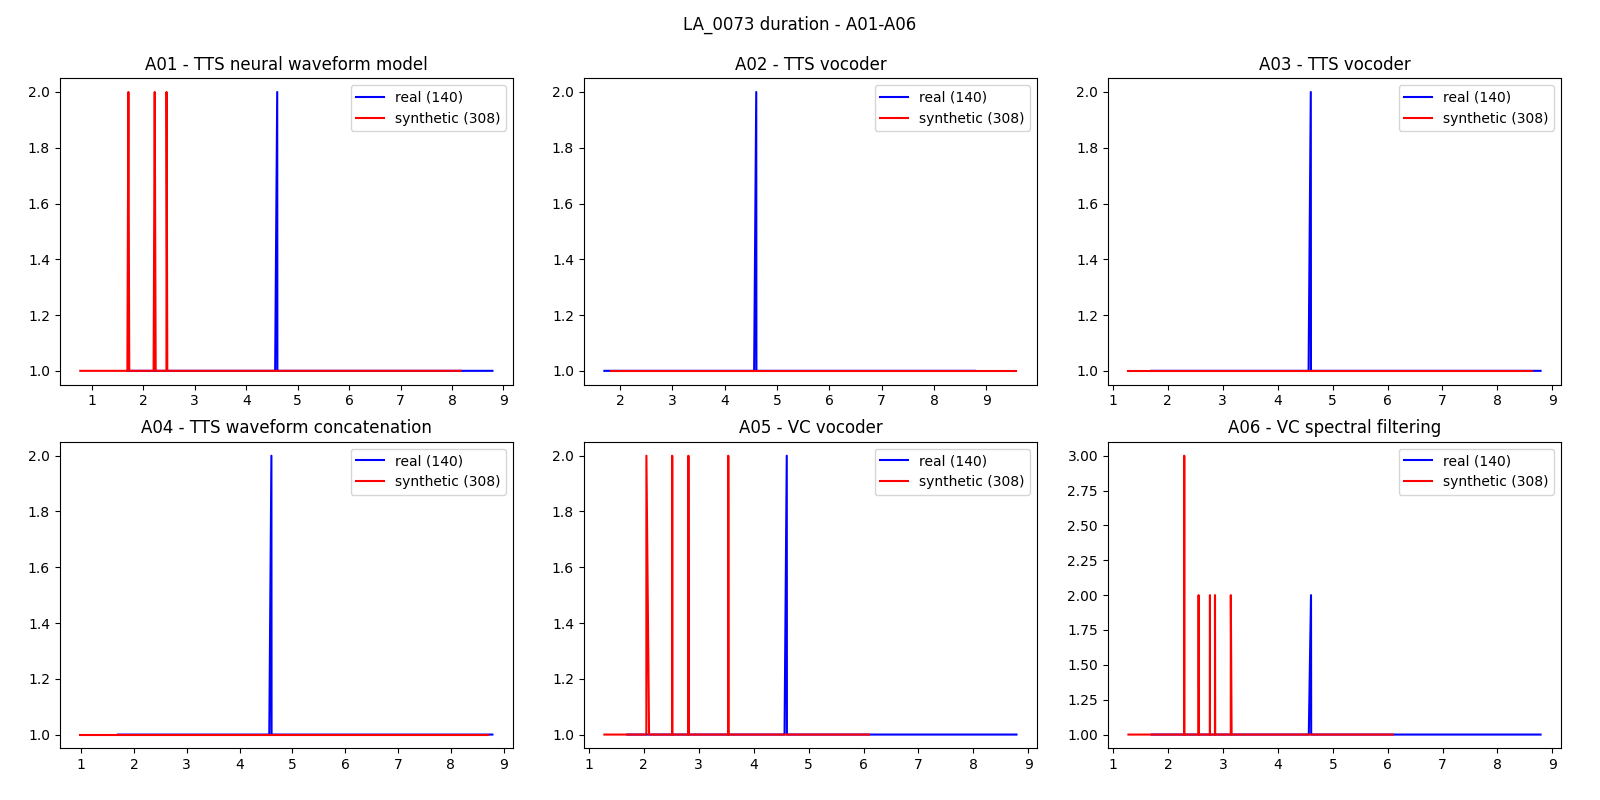 LA_0073 duration - A01-A06
A01 - TTS neural waveform model
real (140)
synthetic (308)
2.0
1.8
1.6
1.4
1.2
1.0
1 2 3 4 5 6 7 8 9
A02 - TTS vocoder
real (140)
synthetic (308)
2.0
1.8
1.6
1.4
1.2
1.0
2 3 4 5 6 7 8 9
A03 - TTS vocoder
real (140)
synthetic (308)
2.0
1.8
1.6
1.4
1.2
1.0
1 2 3 4 5 6 7 8 9
A04 - TTS waveform concatenation
real (140)
synthetic (308)
2.0
1.8
1.6
1.4
1.2
1.0
1 2 3 4 5 6 7 8 9
A05 - VC vocoder
real (140)
synthetic (308)
2.0
1.8
1.6
1.4
1.2
1.0
1 2 3 4 5 6 7 8 9
A06 - VC spectral filtering
real (140)
synthetic (308)
3.00
2.75
2.50
2.25
2.00
1.75
1.50
1.25
1.00
1 2 3 4 5 6 7 8 9